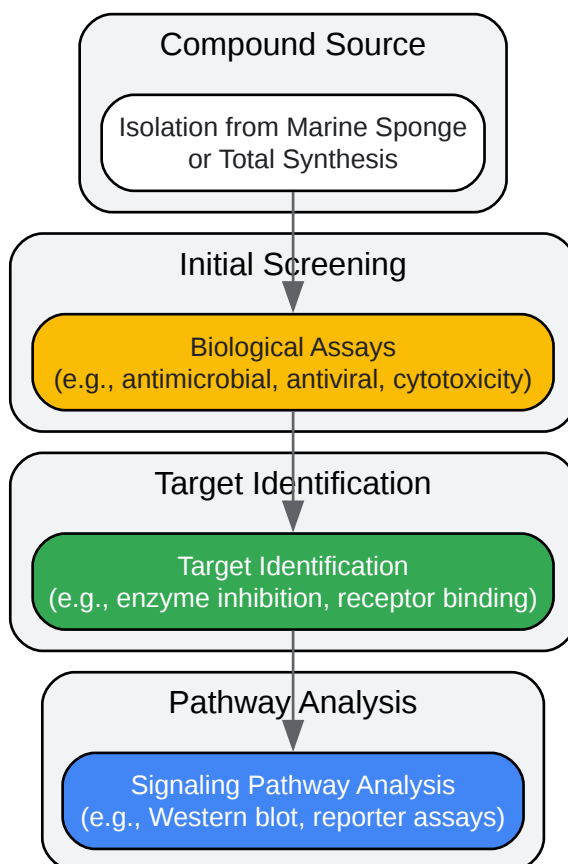 Compound Source
Isolation from Marine Sponge
or Total Synthesis
Initial Screening
Biological Assays
(e.g., antimicrobial, antiviral, cytotoxicity)
Target Identification
Target Identification
(e.g., enzyme inhibition, receptor binding)
Pathway Analysis
Signaling Pathway Analysis
(e.g., Western blot, reporter assays)